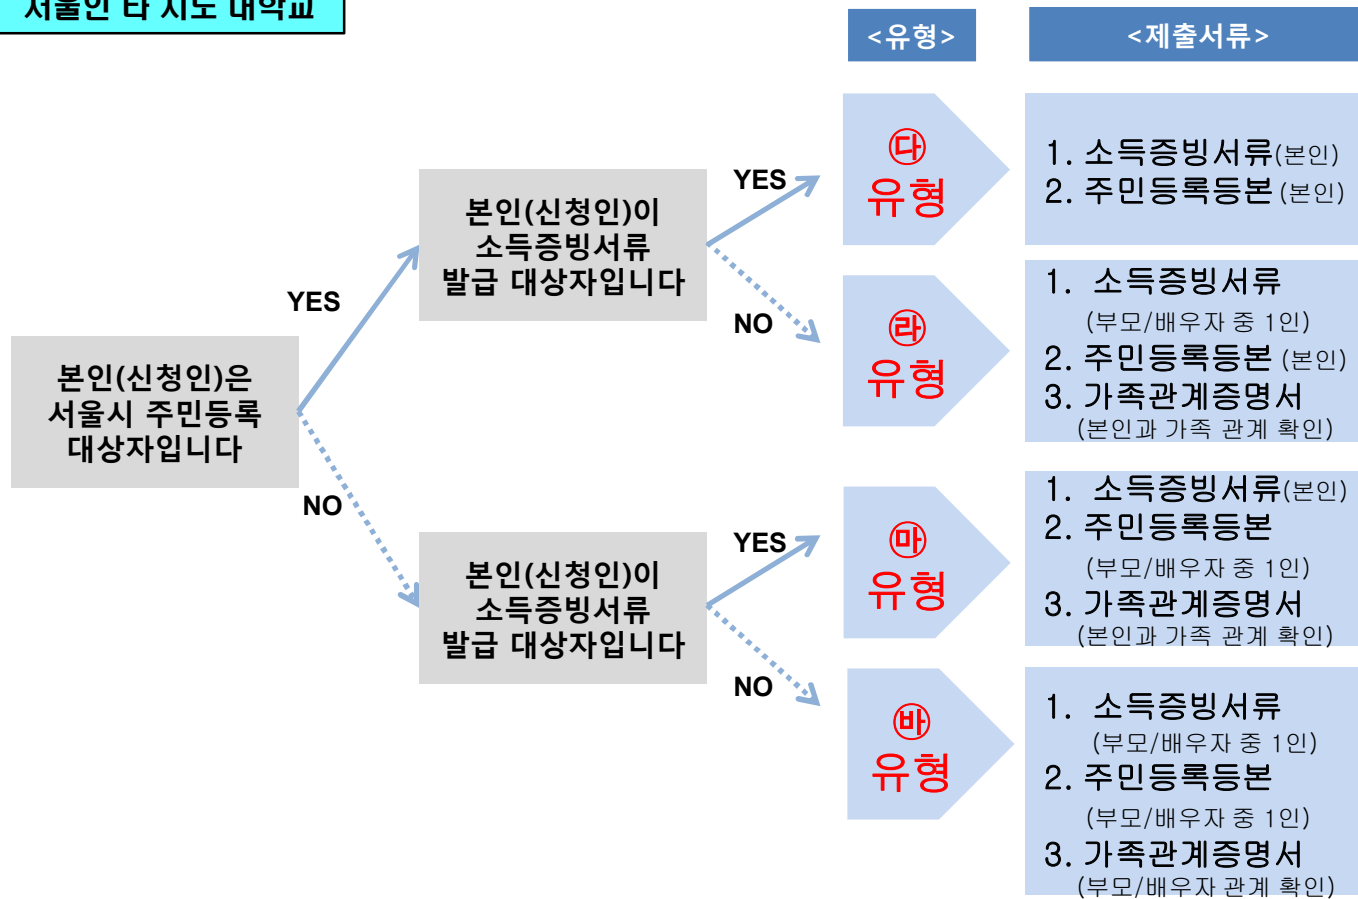 서울인 타 시도 대학교
<유형>
<제출서류>
본인(신청인)은
서울시 주민등록
대상자입니다
YES
NO
본인(신청인)이
소득증빙서류
발급 대상자입니다
YES
NO
본인(신청인)이
소득증빙서류
발급 대상자입니다
YES
NO
㉰
유형
1. 소득증빙서류(본인)
2. 주민등록등본 (본인)
㉱
유형
1. 소득증빙서류
(부모/배우자 중 1인)
2. 주민등록등본 (본인)
3. 가족관계증명서
(본인과 가족 관계 확인)
㉲
유형
1. 소득증빙서류(본인)
2. 주민등록등본
(부모/배우자 중 1인)
3. 가족관계증명서
(본인과 가족 관계 확인)
㉳
유형
1. 소득증빙서류
(부모/배우자 중 1인)
2. 주민등록등본
(부모/배우자 중 1인)
3. 가족관계증명서
(부모/배우자 관계 확인)